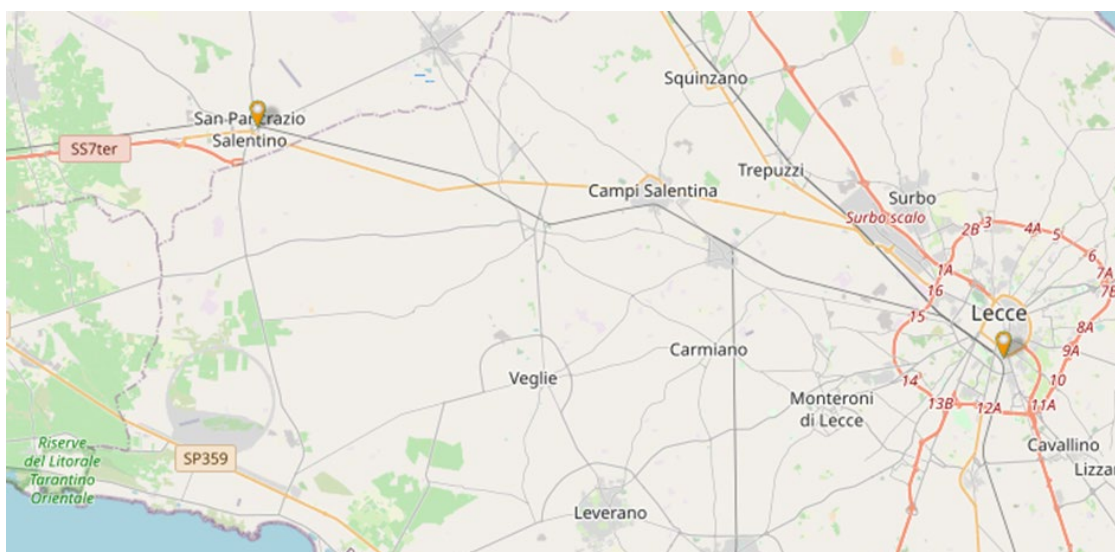 Squinzano
San Pancrazio
Salentino
SS7ter
Trepuzzi
Campi Salentina
Surbo
Surbo scalo
2B
3
4A
5
6
7A
7B
1A
16
15
Lecce
8A
9A
Carmiano
Veglie
14
10
13B
12A
11A
Monteroni
di Lecce
Cavallino
Riserve
del Litorale
Tarantino
Orientale
SP359
Lizza
Leverano